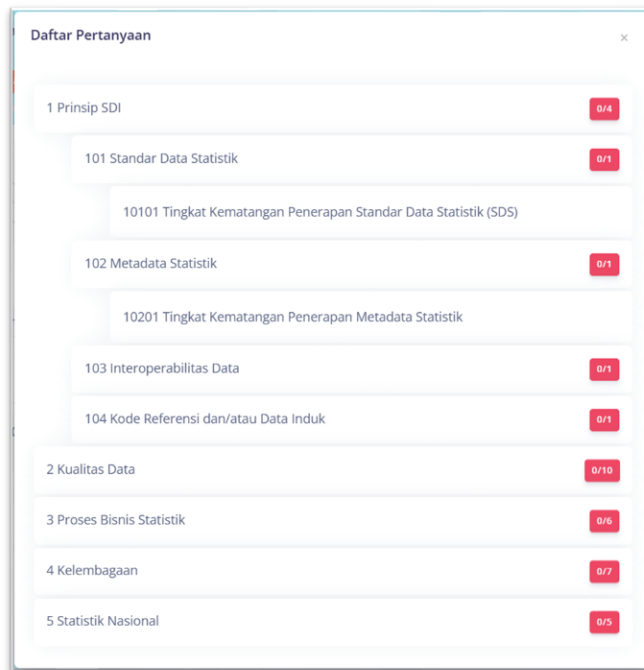 Daftar Pertanyaan ×
1 Prinsip SDI 0/4
101 Standar Data Statistik 0/1
10101 Tingkat Kematangan Penerapan Standar Data Statistik (SDS)
102 Metadata Statistik 0/1
10201 Tingkat Kematangan Penerapan Metadata Statistik
103 Interoperabilitas Data 0/1
104 Kode Referensi dan/atau Data Induk 0/1
2 Kualitas Data 0/10
3 Proses Bisnis Statistik 0/6
4 Kelembagaan 0/7
5 Statistik Nasional 0/5